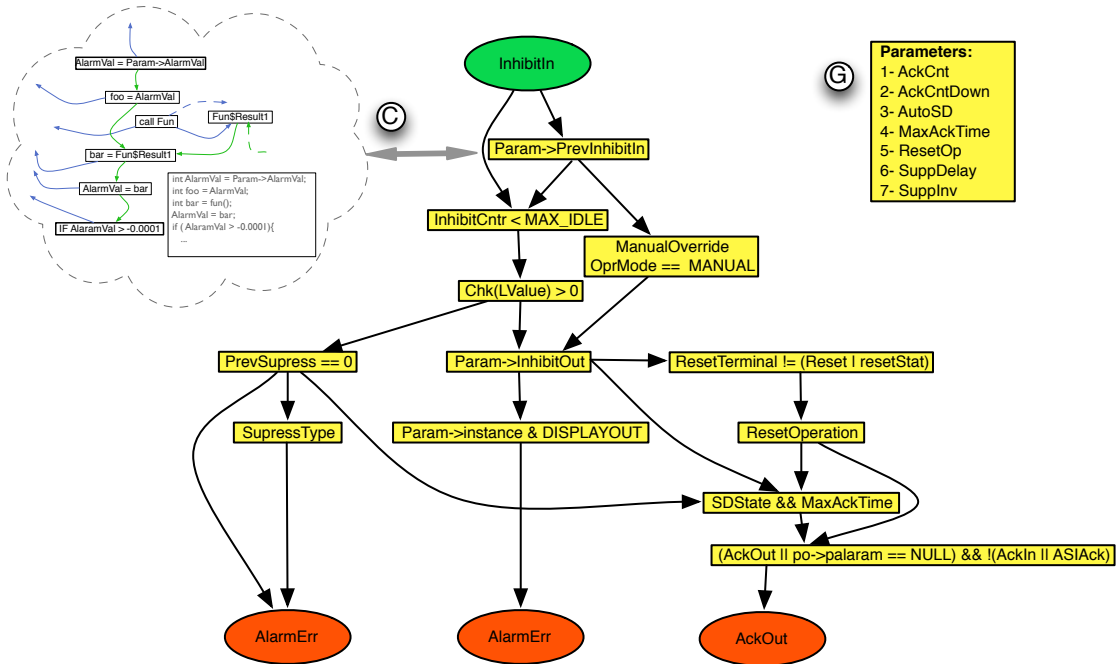 AlarmVal = Param->AlarmVal
foo = AlarmVal
call Fun
Fun$Result1
bar = Fun$Result1
AlarmVal = bar
IF AlaramVal > -0.0001
int AlarmVal = Param->AlarmVal;
int foo = AlarmVal;
int bar = fun();
AlarmVal = bar;
if ( AlaramVal > -0.0001){
...
C
G
Parameters:
1- AckCnt
2- AckCntDown
3- AutoSD
4- MaxAckTime
5- ResetOp
6- SuppDelay
7- SuppInv
InhibitIn
Param->PrevInhibitIn
InhibitCntr < MAX_IDLE
ManualOverride
OprMode == MANUAL
Chk(LValue) > 0
PrevSupress == 0
Param->InhibitOut
ResetTerminal != (Reset | resetStat)
SupressType
Param->instance & DISPLAYOUT
ResetOperation
SDState && MaxAckTime
(AckOut || po->palaram == NULL) && !(AckIn || ASIAck)
AlarmErr
AlarmErr
AckOut